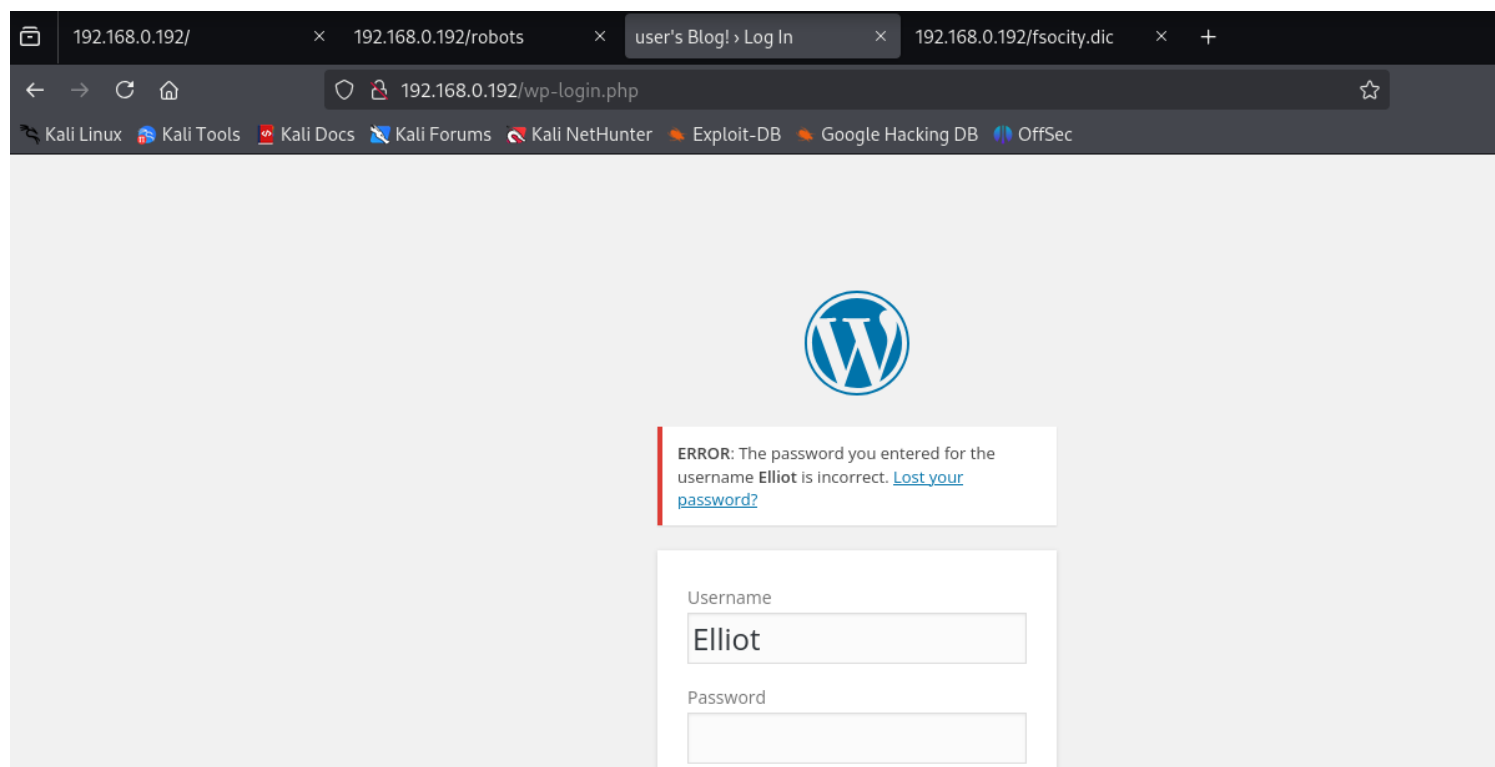 192.168.0.192/ × 192.168.0.192/robots × user's Blog! › Log In × 192.168.0.192/fsocity.dic × +
192.168.0.192/wp-login.php
Kali Linux Kali Tools Kali Docs Kali Forums Kali NetHunter Exploit-DB Google Hacking DB OffSec
ERROR: The password you entered for the
username Elliot is incorrect. Lost your
password?
Username
Elliot
Password